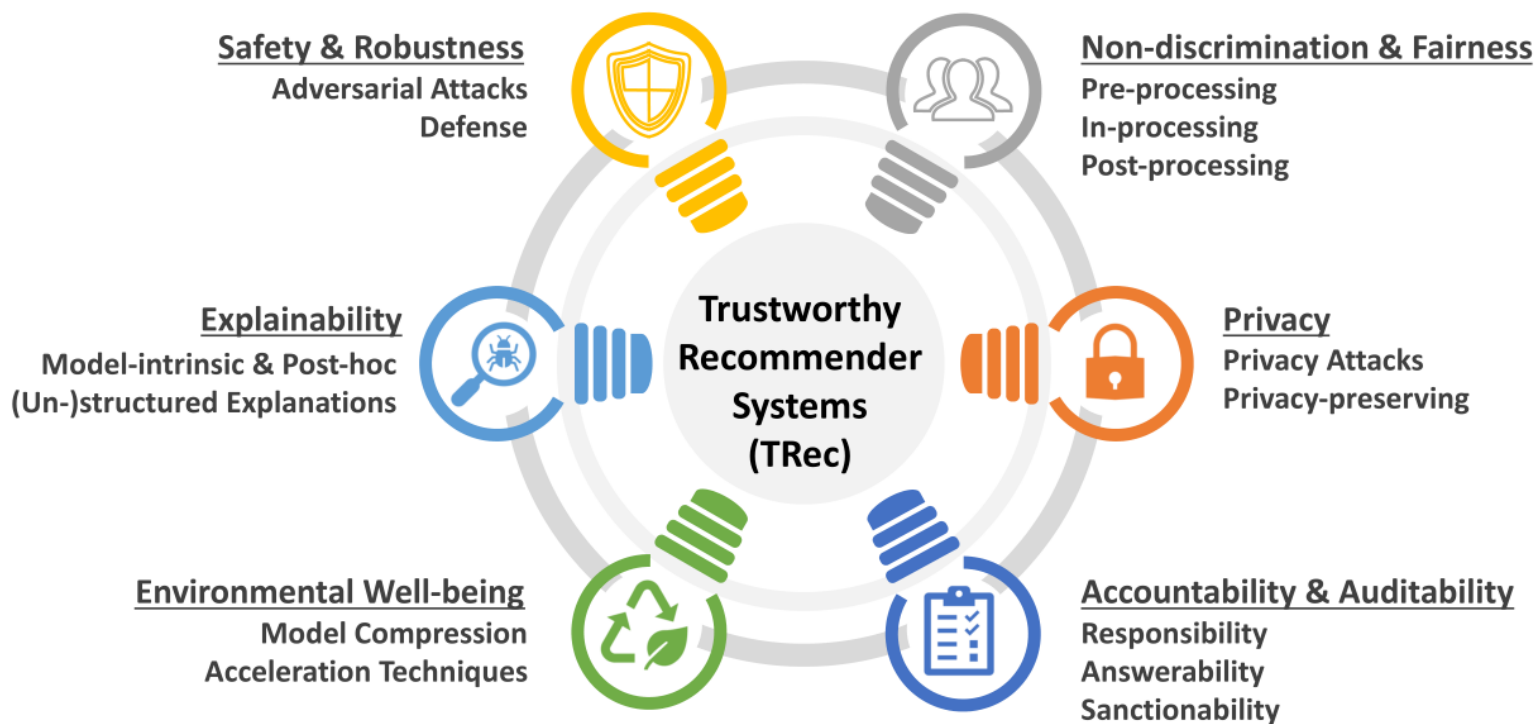 Safety & Robustness
Adversarial Attacks
Defense
Non-discrimination & Fairness
Pre-processing
In-processing
Post-processing
Explainability
Model-intrinsic & Post-hoc
(Un-)structured Explanations
Trustworthy
Recommender
Systems
(TRec)
Privacy
Privacy Attacks
Privacy-preserving
Environmental Well-being
Model Compression
Acceleration Techniques
Accountability & Auditability
Responsibility
Answerability
Sanctionability